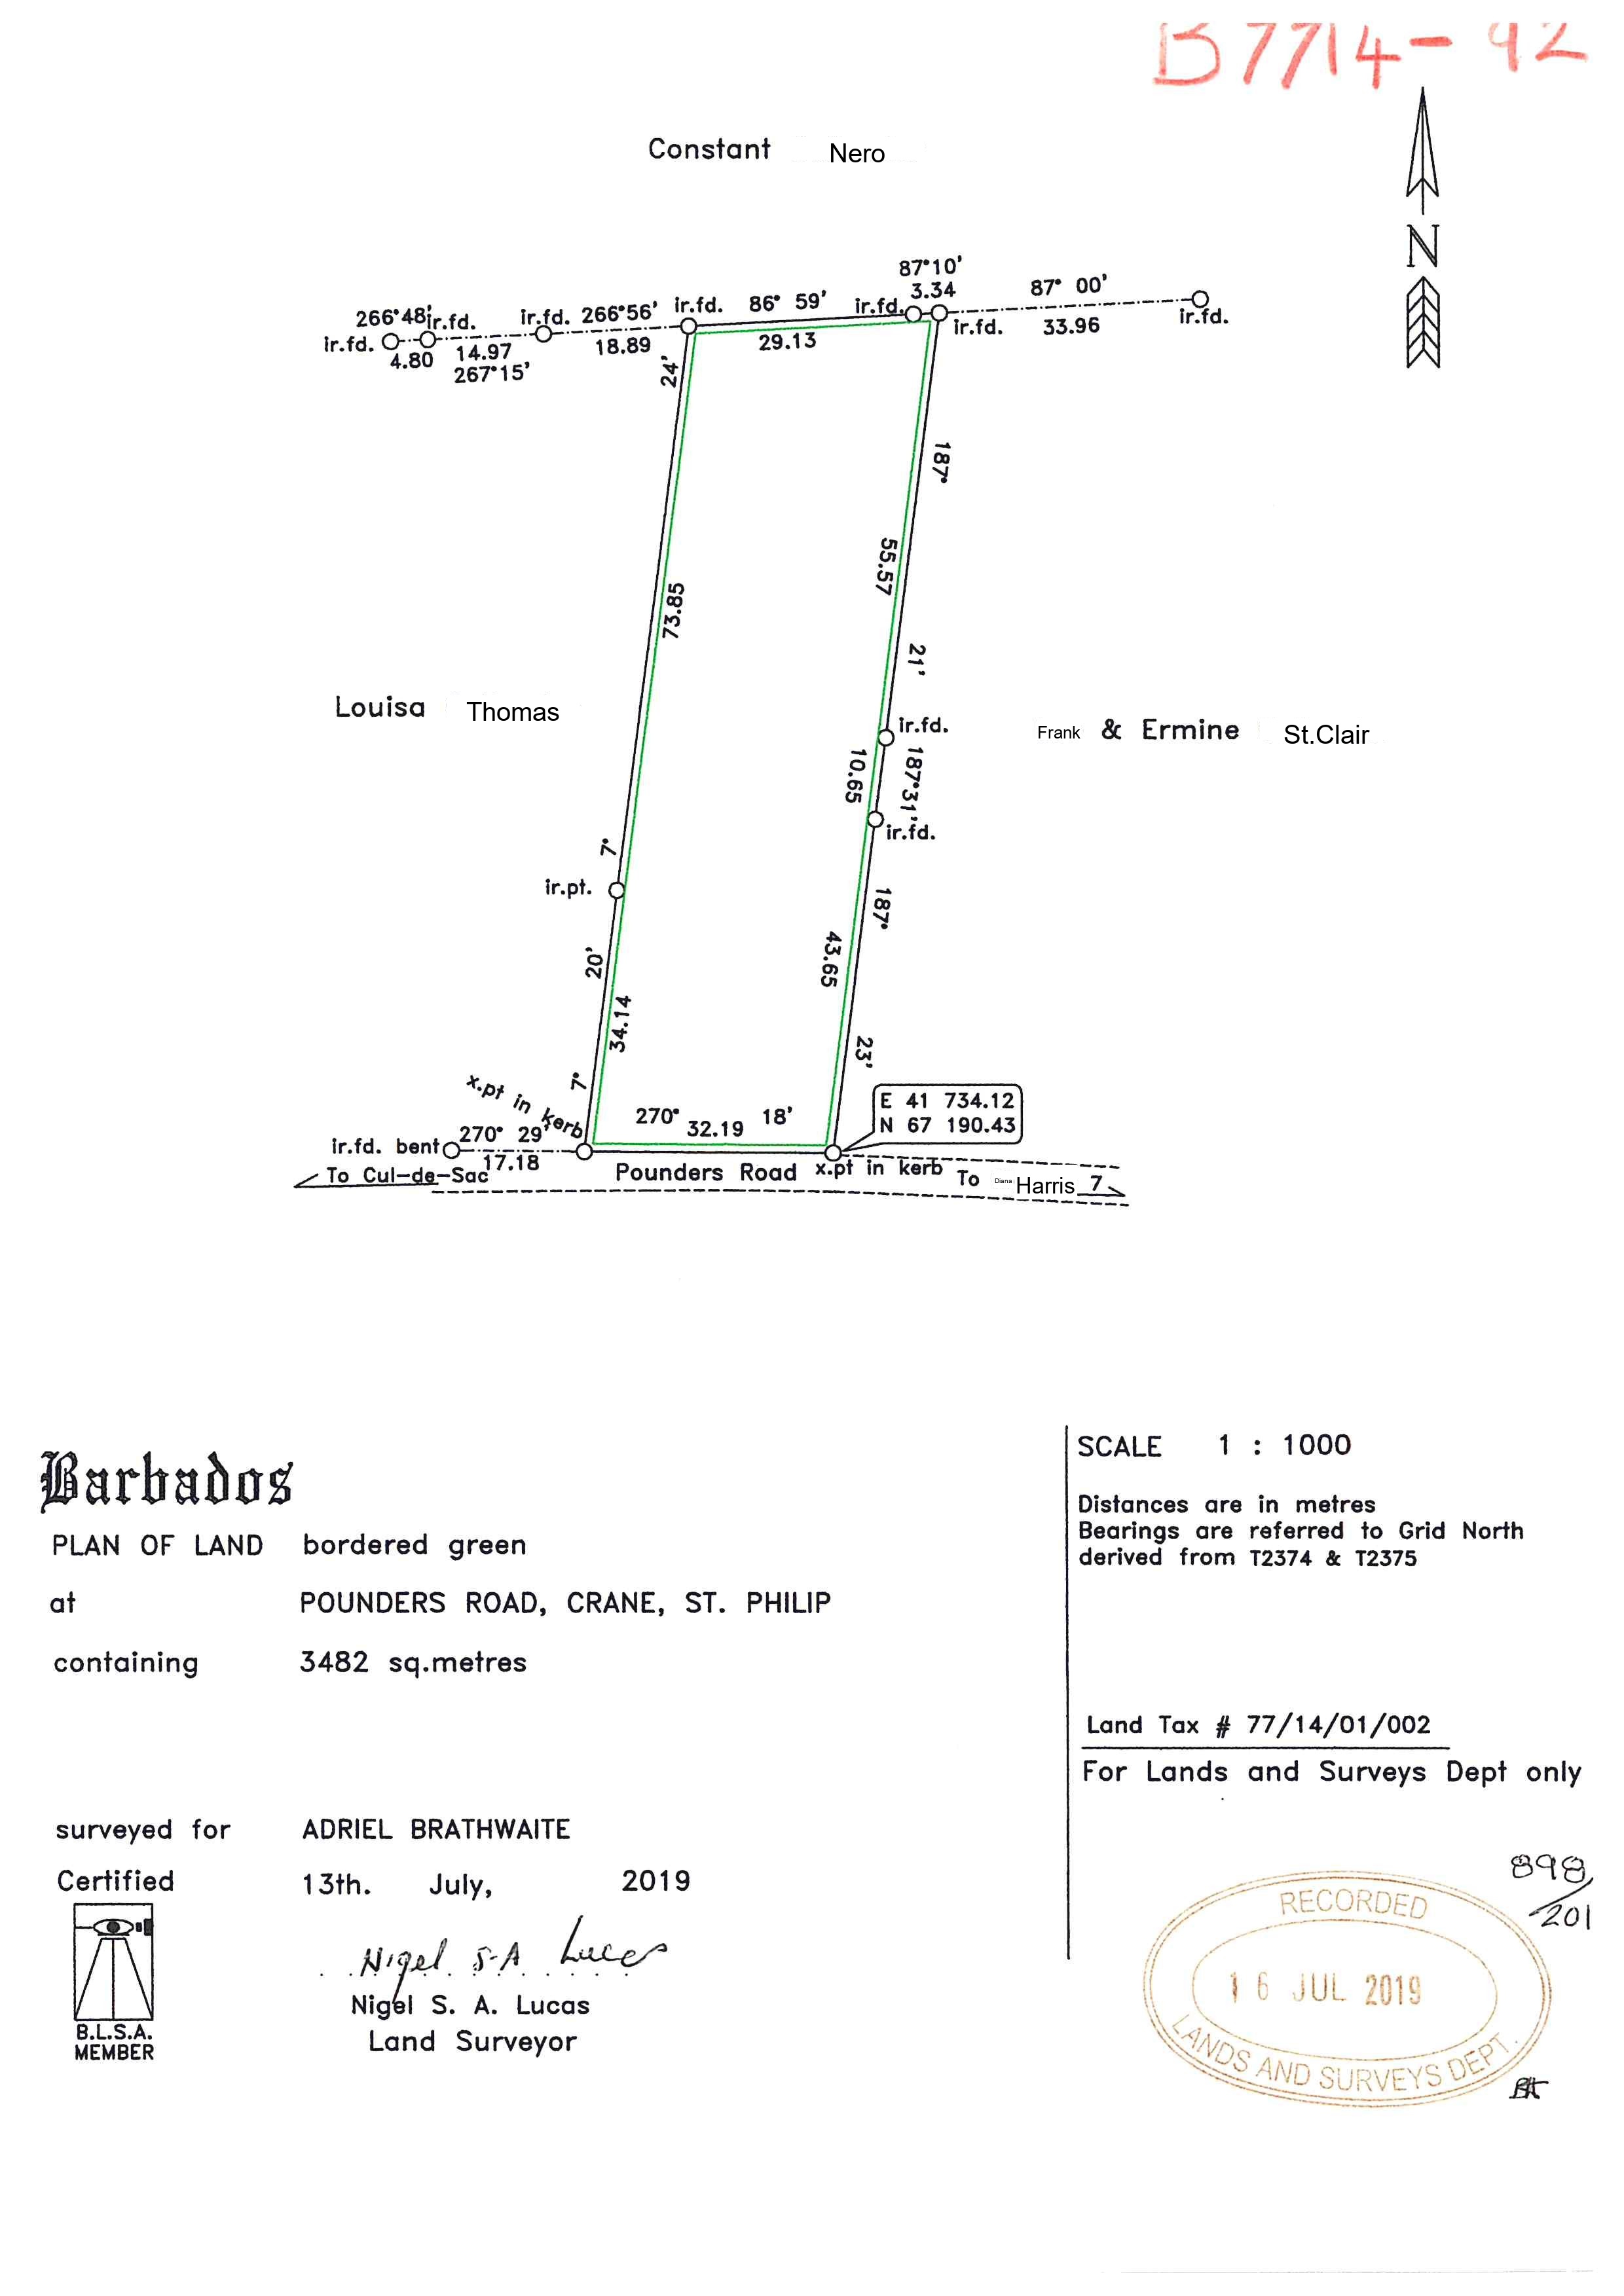 B7714-92
Constant Nero
N
87°10'
3.34
87° 00'
33.96
ir.fd.
266°48'
ir.fd.
ir.fd. 266°56'
ir.fd. 86° 59'
ir.fd.
ir.fd.
ir.fd.
4.80
14.97
267°15'
18.89
29.13
24'
73.85
7°
187°
55.57
21'
Louisa Thomas
Frank & Ermine St.Clair
ir.fd.
10.65
187°31'
ir.fd.
ir.pt.
20'
34.14
7°
187°
43.65
23'
x.pt in kerb
E 41 734.12
N 67 190.43
270° 18'
32.19
ir.fd. bent
270° 29'
17.18
To Cul-de-Sac
Pounders Road
x.pt in kerb
To Diana Harris 7
Barbados
PLAN OF LAND bordered green
at POUNDERS ROAD, CRANE, ST. PHILIP
containing 3482 sq.metres
surveyed for ADRIEL BRATHWAITE
Certified 13th. July, 2019
Nigel S-A Lucas
Nigel S. A. Lucas
Land Surveyor
B.L.S.A.
MEMBER
SCALE 1 : 1000
Distances are in metres
Bearings are referred to Grid North
derived from T2374 & T2375
Land Tax # 77/14/01/002
For Lands and Surveys Dept only
898/
201
RECORDED
16 JUL 2019
LANDS AND SURVEYS DEPT.